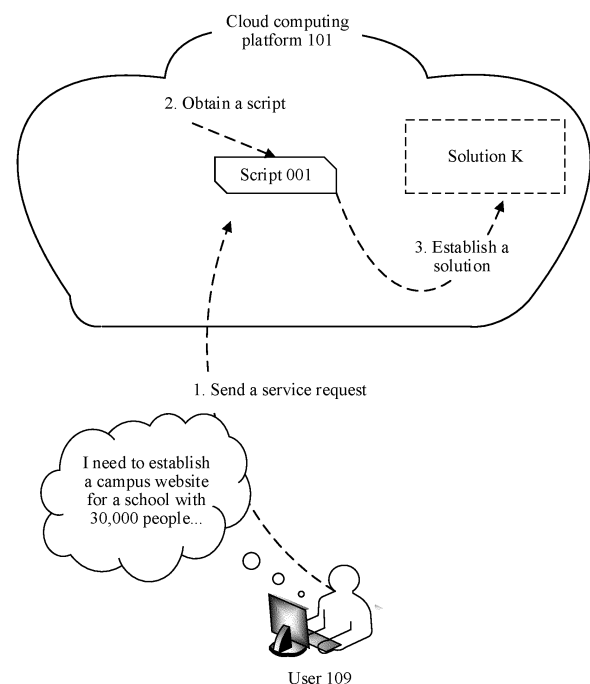 Cloud computing
platform 101
2. Obtain a script
Script 001
Solution K
3. Establish a
solution
1. Send a service request
I need to establish
a campus website
for a school with
30,000 people...
User 109